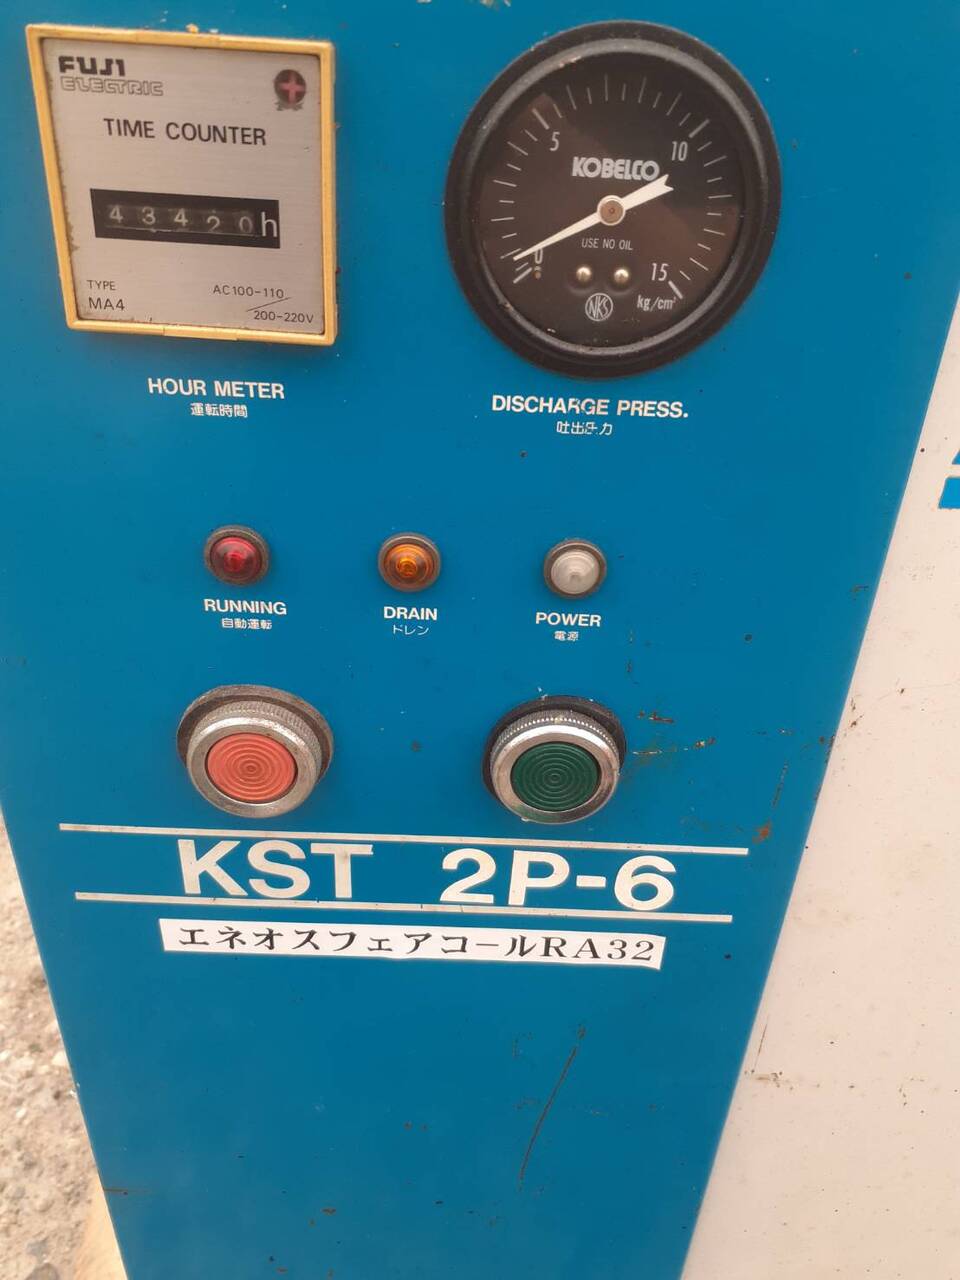 FUJI
ELECTRIC
TIME COUNTER
43420h
TYPE
MA4
AC100-110
200-220V
HOUR METER
運転時間
5
10
KOBELCO
USE NO OIL
0
15
kg/cm²
NKS
DISCHARGE PRESS.
吐出圧力
RUNNING
自動運転
DRAIN
ドレン
POWER
電源
KST 2P-6
エネオスフェアコールRA32